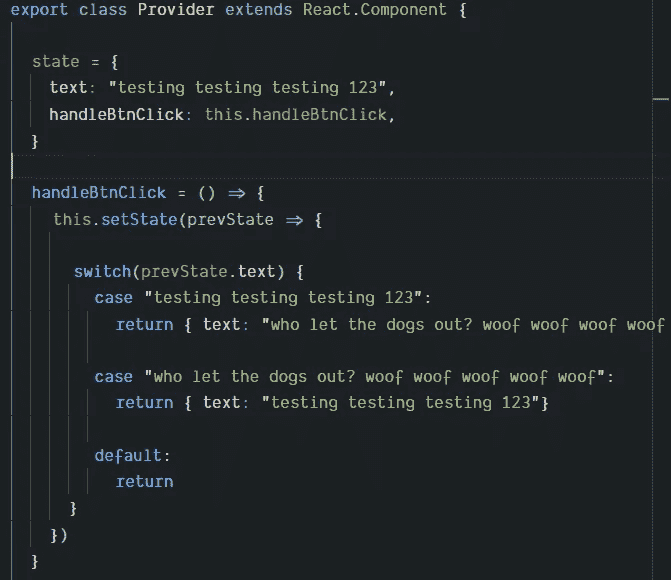 export class Provider extends React.Component {
state = {
text: "testing testing testing 123",
handleBtnClick: this.handleBtnClick,
}
handleBtnClick = () => {
this.setState(prevState => {
switch(prevState.text) {
case "testing testing testing 123":
return { text: "who let the dogs out? woof woof woof woof
case "who let the dogs out? woof woof woof woof woof":
return { text: "testing testing testing 123"}
default:
return
}
})
}